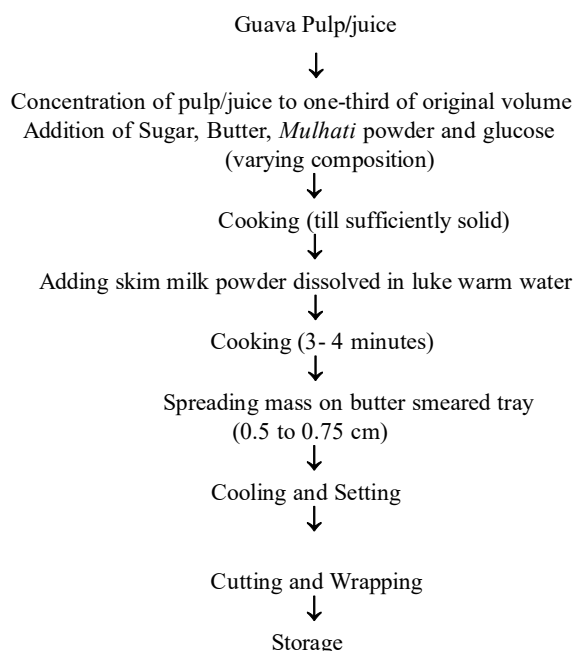 Guava Pulp/juice
↓
Concentration of pulp/juice to one-third of original volume
Addition of Sugar, Butter, Mulhati powder and glucose
(varying composition)
↓
Cooking (till sufficiently solid)
↓
Adding skim milk powder dissolved in luke warm water
↓
Cooking (3- 4 minutes)
↓
Spreading mass on butter smeared tray
(0.5 to 0.75 cm)
↓
Cooling and Setting
↓
Cutting and Wrapping
↓
Storage